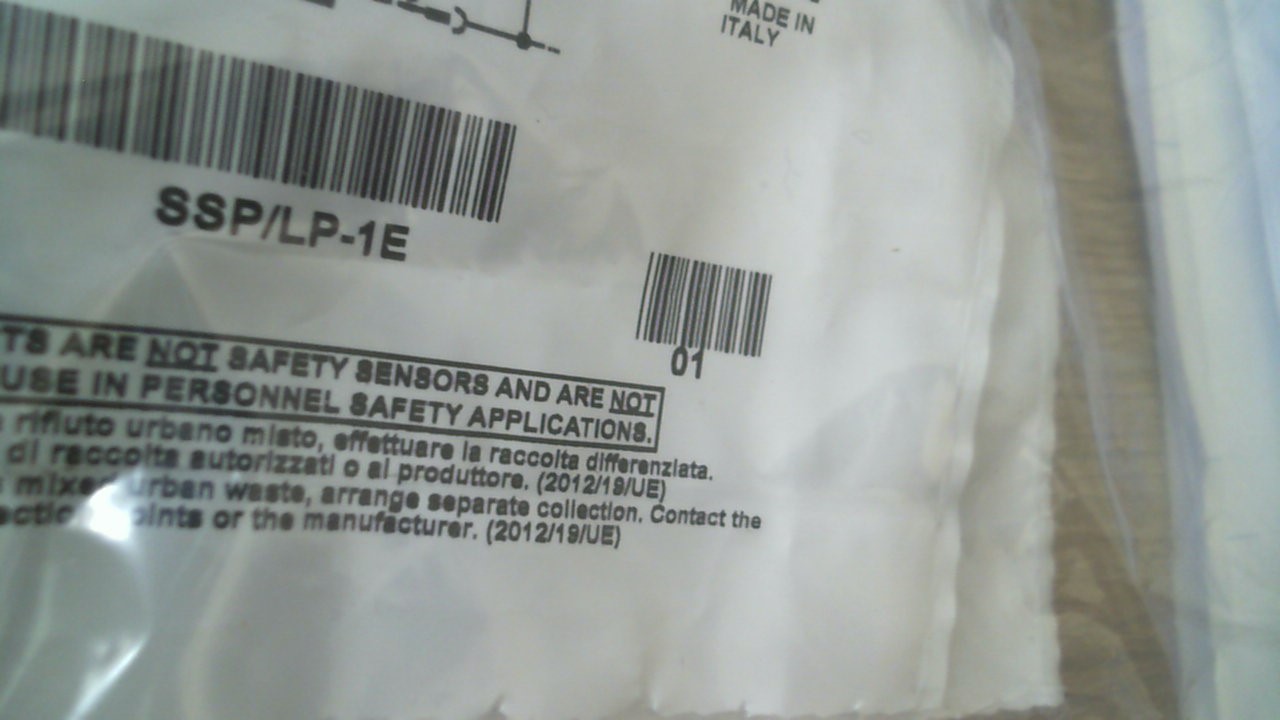 MADE IN
ITALY
SSP/LP-1E
01
TS ARE NOT SAFETY SENSORS AND ARE NOT
USE IN PERSONNEL SAFETY APPLICATIONS.
rifiuto urbano misto, effettuare la raccolta differenziata.
di raccolta autorizzati o al produttore. (2012/19/UE)
mixed urban waste, arrange separate collection. Contact the
points or the manufacturer. (2012/19/UE)